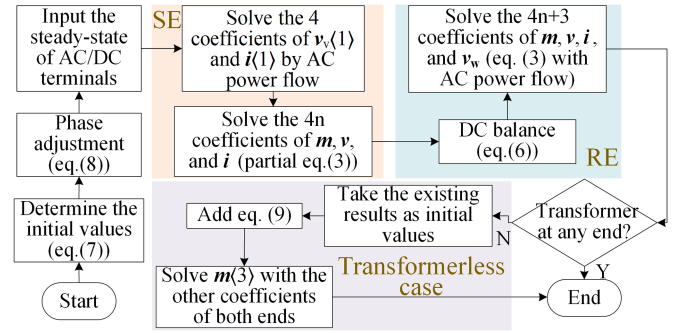 Input the
steady-state
of AC/DC
terminals
Phase
adjustment
(eq.(8))
Determine the
initial values
(eq.(7))
Start
SE
Solve the 4
coefficients of vᵥ⟨1⟩
and i⟨1⟩ by AC
power flow
Solve the 4n
coefficients of m, v,
and i (partial eq.(3))
Solve the 4n+3
coefficients of m, v, i,
and v_w (eq. (3) with
AC power flow)
DC balance
(eq.(6))
RE
Transformer
at any end?
N
Y
Take the existing
results as initial
values
Add eq. (9)
Solve m⟨3⟩ with the
other coefficients
of both ends
Transformerless
case
End